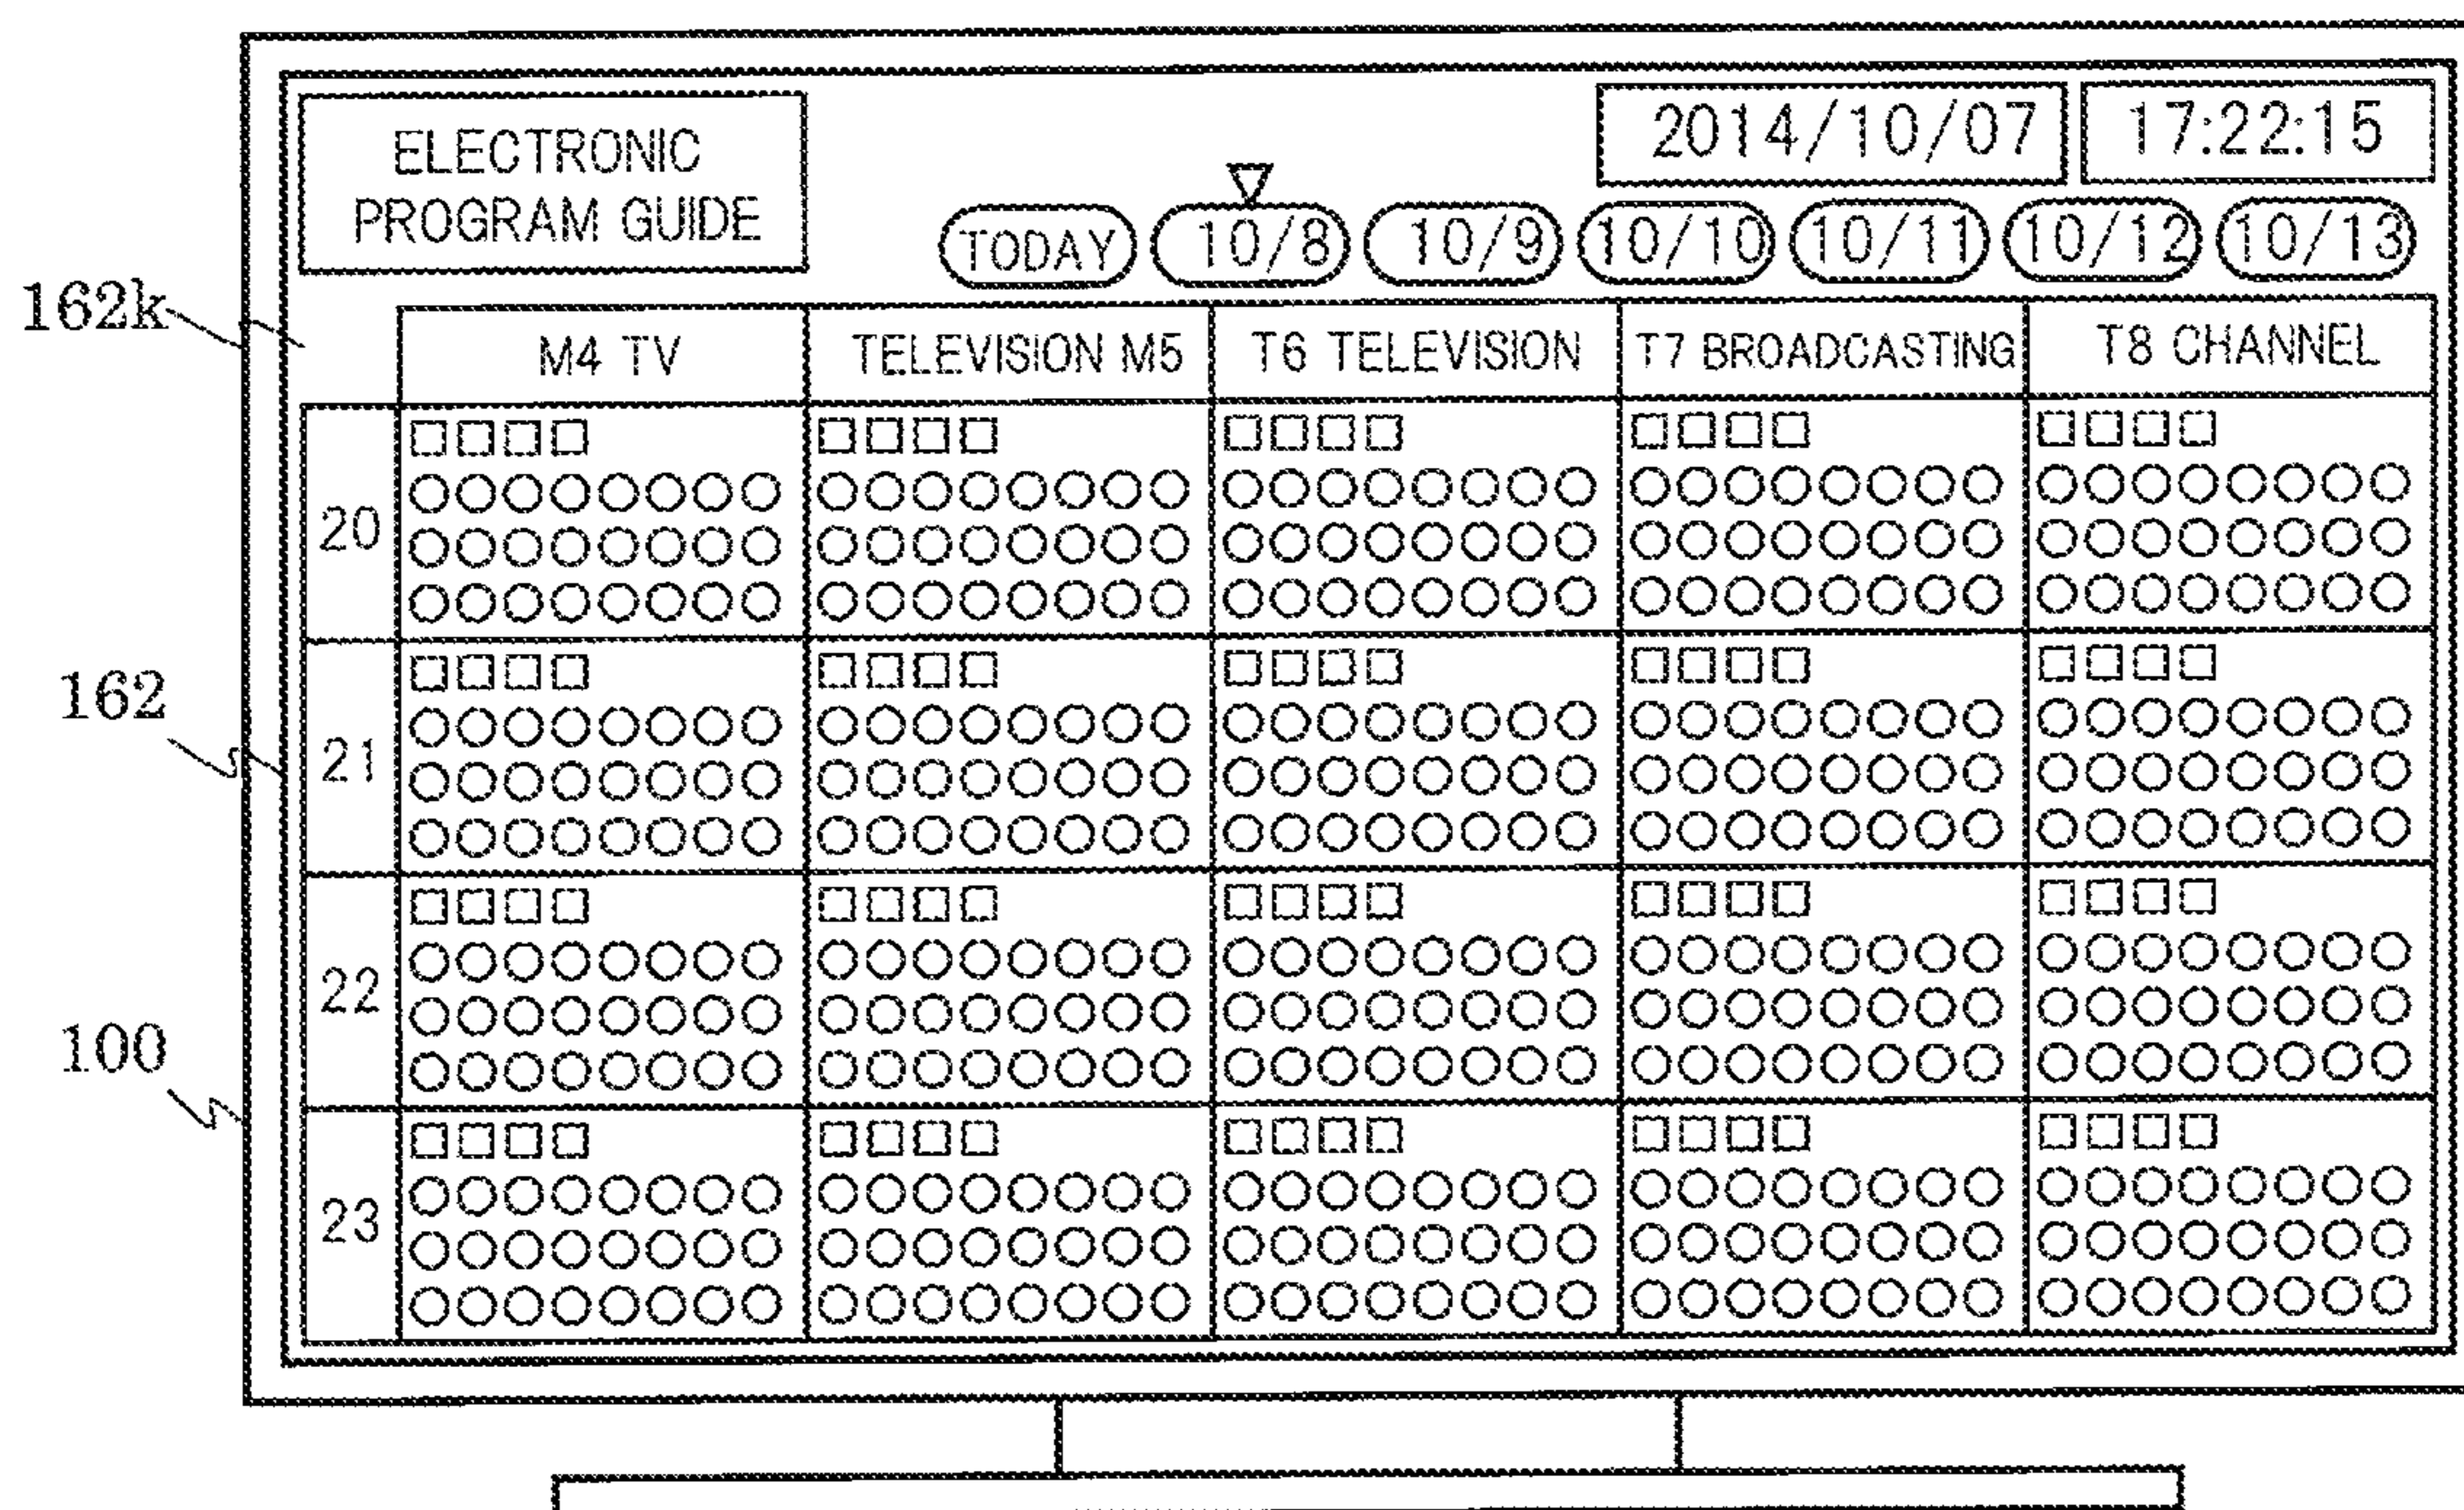 ELECTRONIC
PROGRAM GUIDE
2014/10/07 17:22:15
TODAY 10/8 10/9 10/10 10/11 10/12 10/13
162k
M4 TV TELEVISION M5 T6 TELEVISION T7 BROADCASTING T8 CHANNEL
□□□□ □□□□ □□□□ □□□□ □□□□
○○○○○○○○ ○○○○○○○○ ○○○○○○○○ ○○○○○○○○ ○○○○○○○○
20 ○○○○○○○○ ○○○○○○○○ ○○○○○○○○ ○○○○○○○○ ○○○○○○○○
○○○○○○○○ ○○○○○○○○ ○○○○○○○○ ○○○○○○○○ ○○○○○○○○
162
□□□□ □□□□ □□□□ □□□□ □□□□
○○○○○○○○ ○○○○○○○○ ○○○○○○○○ ○○○○○○○○ ○○○○○○○○
21 ○○○○○○○○ ○○○○○○○○ ○○○○○○○○ ○○○○○○○○ ○○○○○○○○
○○○○○○○○ ○○○○○○○○ ○○○○○○○○ ○○○○○○○○ ○○○○○○○○
□□□□ □□□□ □□□□ □□□□ □□□□
○○○○○○○○ ○○○○○○○○ ○○○○○○○○ ○○○○○○○○ ○○○○○○○○
22 ○○○○○○○○ ○○○○○○○○ ○○○○○○○○ ○○○○○○○○ ○○○○○○○○
100
○○○○○○○○ ○○○○○○○○ ○○○○○○○○ ○○○○○○○○ ○○○○○○○○
□□□□ □□□□ □□□□ □□□□ □□□□
○○○○○○○○ ○○○○○○○○ ○○○○○○○○ ○○○○○○○○ ○○○○○○○○
23 ○○○○○○○○ ○○○○○○○○ ○○○○○○○○ ○○○○○○○○ ○○○○○○○○
○○○○○○○○ ○○○○○○○○ ○○○○○○○○ ○○○○○○○○ ○○○○○○○○